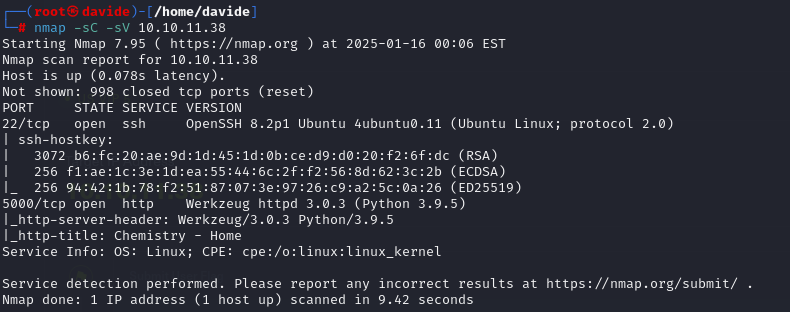 ┌──(root㉿davide)-[/home/davide]
└─# nmap -sC -sV 10.10.11.38
Starting Nmap 7.95 ( https://nmap.org ) at 2025-01-16 00:06 EST
Nmap scan report for 10.10.11.38
Host is up (0.078s latency).
Not shown: 998 closed tcp ports (reset)
PORT     STATE SERVICE VERSION
22/tcp   open  ssh     OpenSSH 8.2p1 Ubuntu 4ubuntu0.11 (Ubuntu Linux; protocol 2.0)
| ssh-hostkey:
|   3072 b6:fc:20:ae:9d:1d:45:1d:0b:ce:d9:d0:20:f2:6f:dc (RSA)
|   256 f1:ae:1c:3e:1d:ea:55:44:6c:2f:f2:56:8d:62:3c:2b (ECDSA)
|_  256 94:42:1b:78:f2:51:87:07:3e:97:26:c9:a2:5c:0a:26 (ED25519)
5000/tcp open  http    Werkzeug httpd 3.0.3 (Python 3.9.5)
|_http-server-header: Werkzeug/3.0.3 Python/3.9.5
|_http-title: Chemistry - Home
Service Info: OS: Linux; CPE: cpe:/o:linux:linux_kernel

Service detection performed. Please report any incorrect results at https://nmap.org/submit/ .
Nmap done: 1 IP address (1 host up) scanned in 9.42 seconds